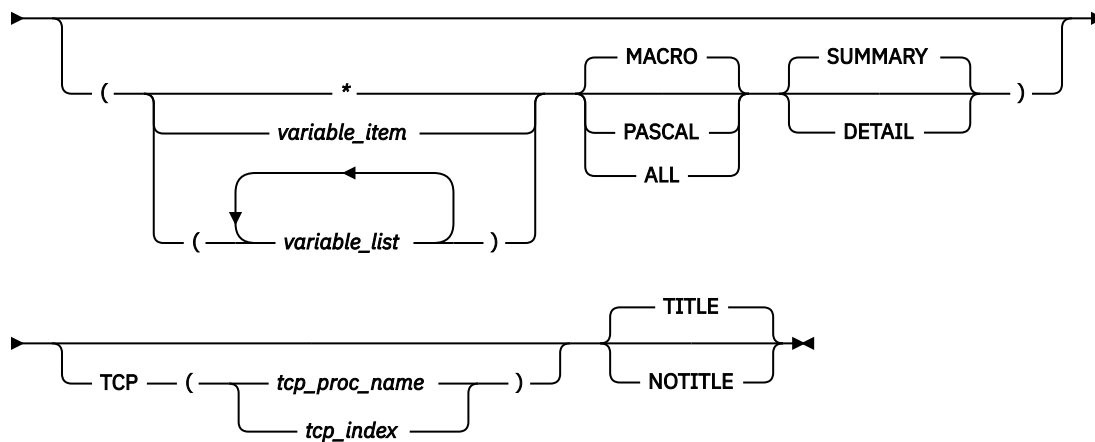 MACRO SUMMARY
( * )
variable_item PASCAL DETAIL
ALL
( variable_list )
TITLE
TCP ( tcp_proc_name ) NOTITLE
tcp_index